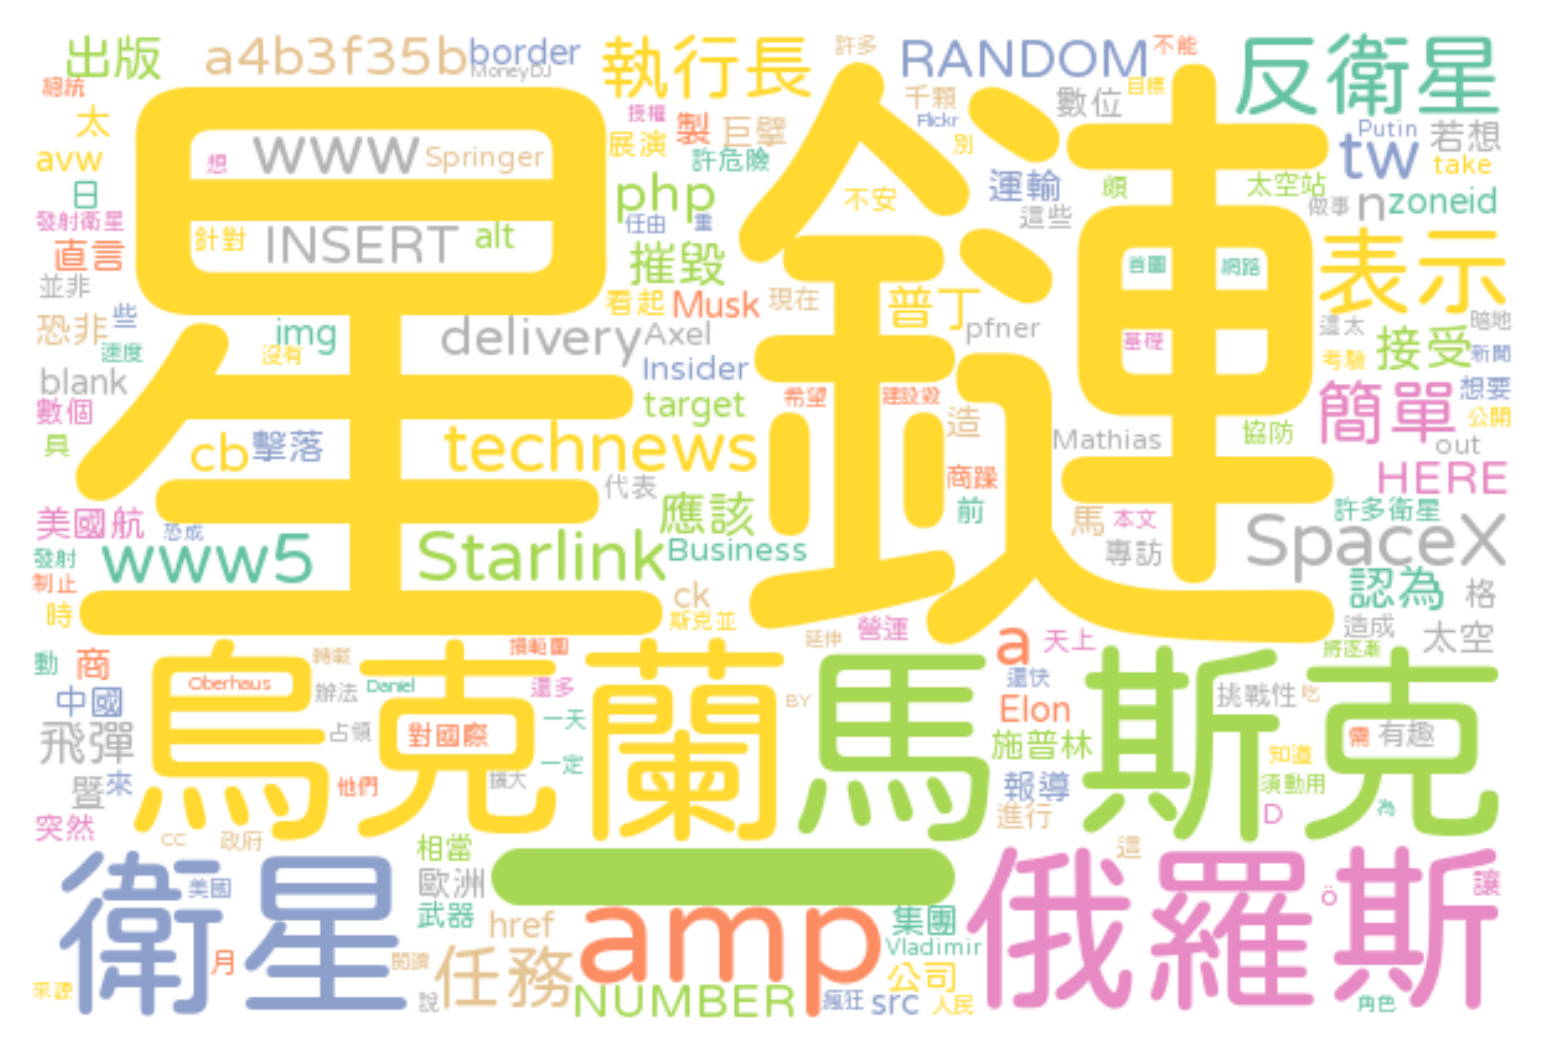 出版 a4b3f35b border 執行長 許多 RANDOM 不能 反衛星
MoneyDJ
總統 千顆 數位 目標
太 授權 製 巨擘 Flickr Putin 若想
avw 想 www Springer 展演 許危險 別 tw take
日 php 不安 運輸 頗 太空站 做事 n zoneid
發射衛星 任由 重 這些
直言 針對 INSERT alt 摧毀 首圖 網路 表示
並非 看起 Musk 現在 普丁
恐非 些 img delivery Axel pfner 基礎 這太 暗地
速度 沒有 Insider 考驗 接受 新聞
blank target 希望 建設毀 簡單 想要
數個 造 公開
具 cb 擊落 technews Mathias 協防 out
代表 商躁 HERE
美國航 恐成 應該 前 馬 本文 許多衛星
發射 www5 Starlink Business 專訪 SpaceX
制止 認為 格
時 ck 斯克並 造成 太空
星鏈
延伸 營運 a 天上 將逐漸
動 商 轉載 損範圍
Oberhaus 辦法 Daniel 還多 還快 挑戰性 吃
中國 BY Elon
飛彈 占領 對國際 一天 施普林 需 有趣
一定 知道
暨 來 他們 擴大 報導 須動用
烏克蘭 馬斯克
突然 進行 D 為
cc 政府 相當 這
美國 歐洲 ö 讓
武器 href 集團
衛星 amp 俄羅斯
月 閱讀 任務 Vladimir
來源 公司
說 NUMBER 瘋狂 src 人民 角色